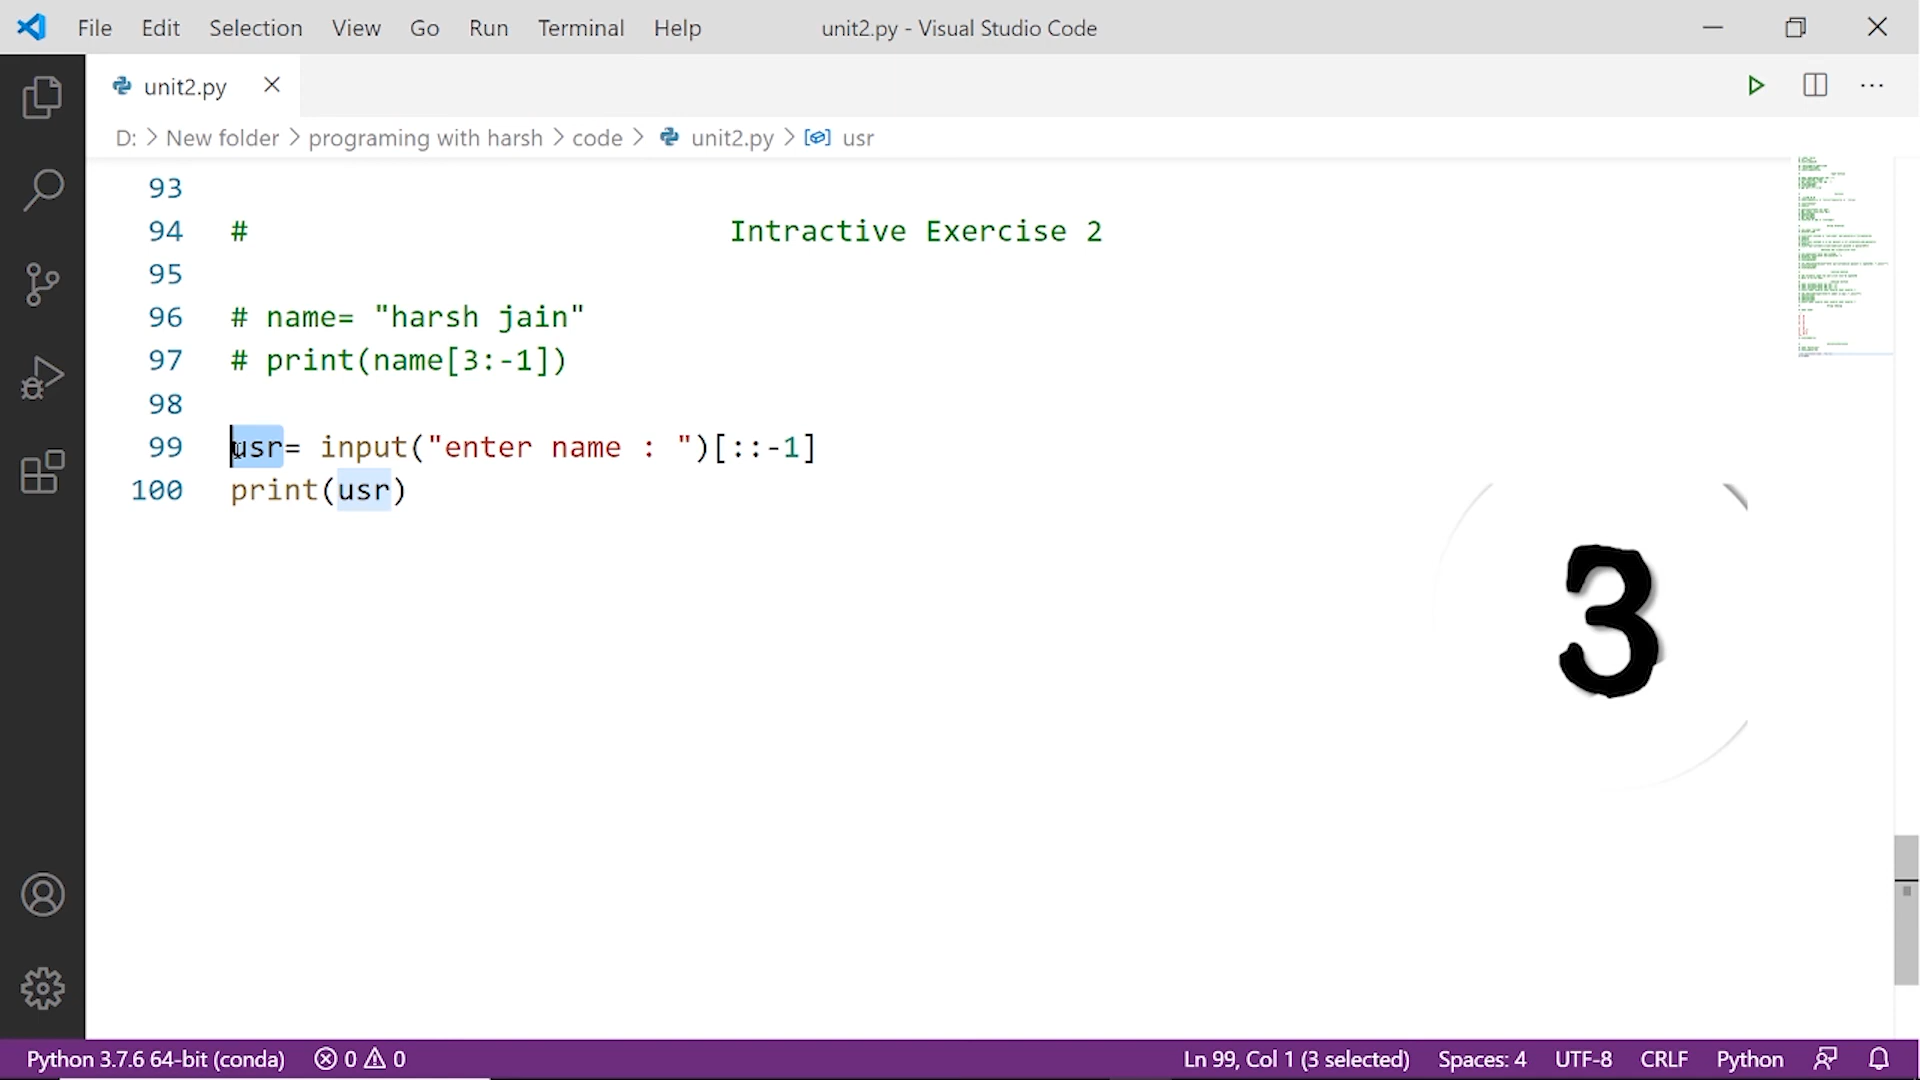 File Edit Selection View Go Run Terminal Help unit2.py - Visual Studio Code
unit2.py
D: > New folder > programing with harsh > code > unit2.py > usr
93
94 # Intractive Exercise 2
95
96 # name= "harsh jain"
97 # print(name[3:-1])
98
99 usr= input("enter name : ")[::-1]
100 print(usr)
3
Python 3.7.6 64-bit (conda) 0 0 Ln 99, Col 1 (3 selected) Spaces: 4 UTF-8 CRLF Python